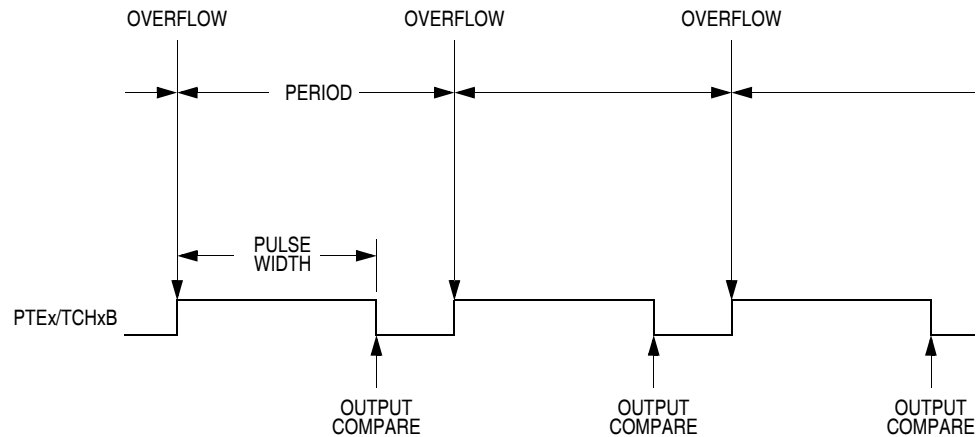 OVERFLOW OVERFLOW OVERFLOW
PERIOD
PULSE
WIDTH
PTEx/TCHxB
OUTPUT
COMPARE
OUTPUT
COMPARE
OUTPUT
COMPARE